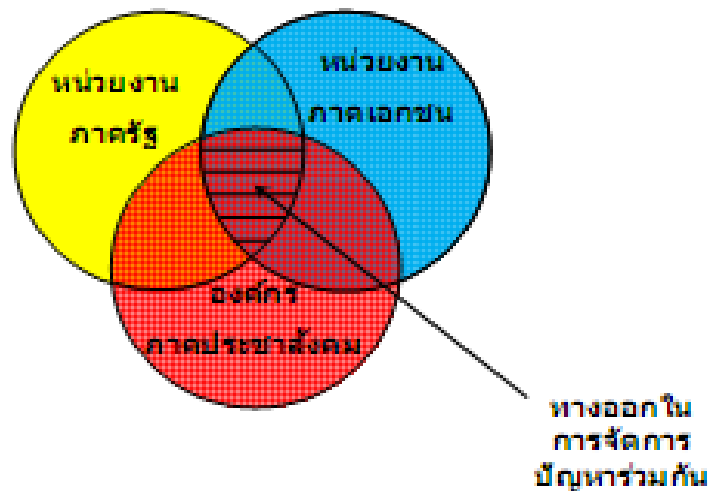 หน่วยงาน
ภาครัฐ
หน่วยงาน
ภาคเอกชน
องค์กร
ภาคประชาสังคม
ทางออกใน
การจัดการ
ปัญหาร่วมกัน